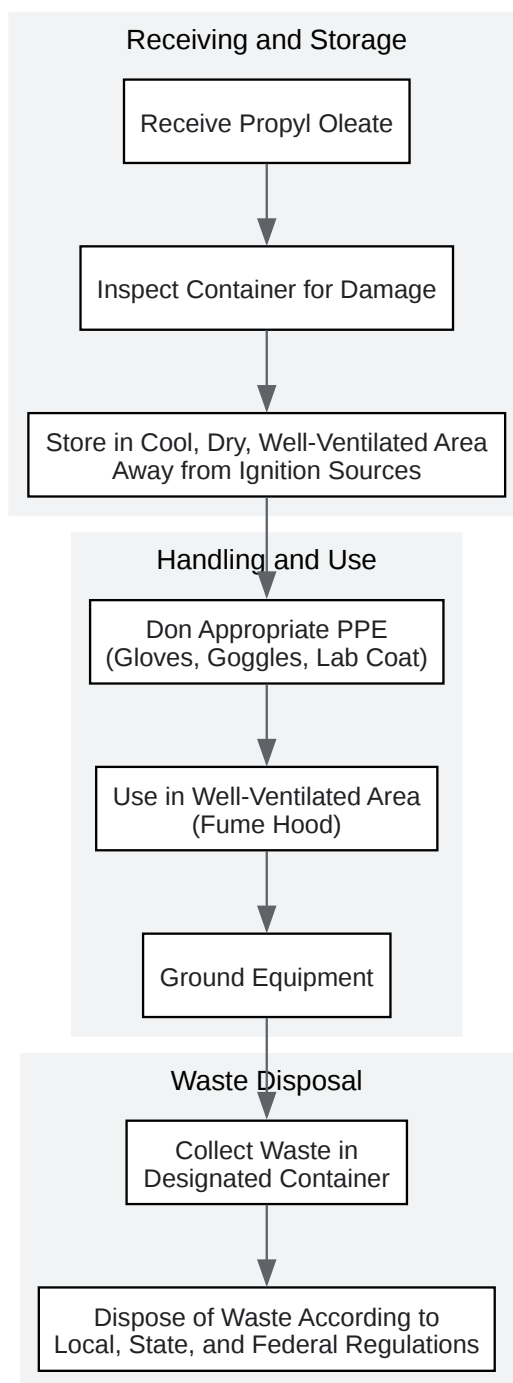 Receiving and Storage
Receive Propyl Oleate
Inspect Container for Damage
Store in Cool, Dry, Well-Ventilated Area
Away from Ignition Sources
Handling and Use
Don Appropriate PPE
(Gloves, Goggles, Lab Coat)
Use in Well-Ventilated Area
(Fume Hood)
Ground Equipment
Waste Disposal
Collect Waste in
Designated Container
Dispose of Waste According to
Local, State, and Federal Regulations